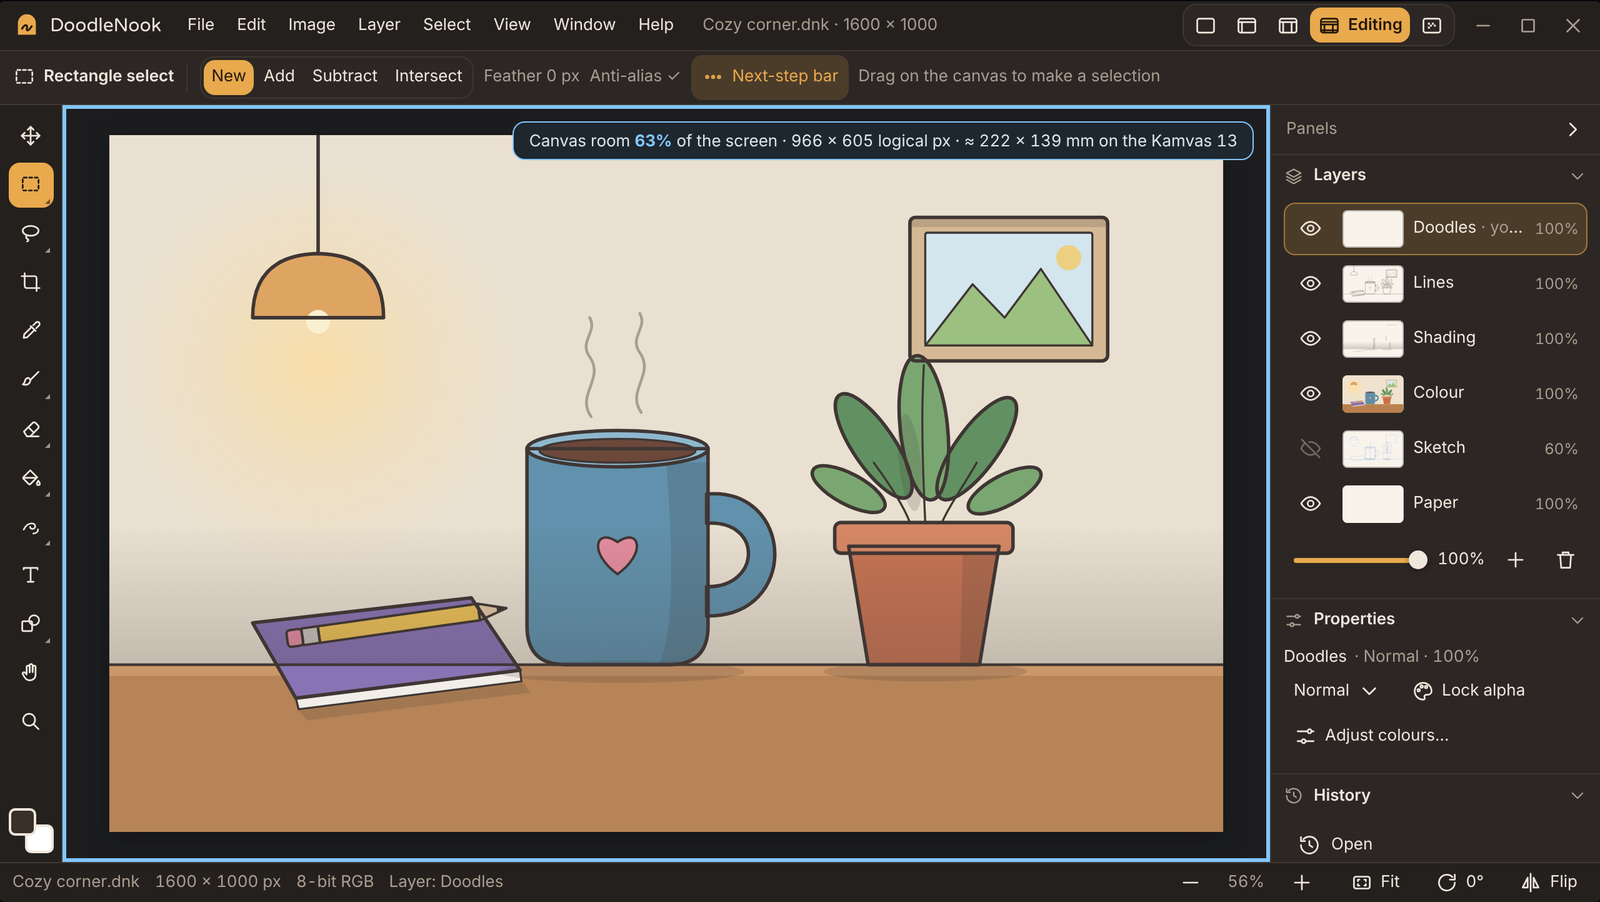 DoodleNook File Edit Image Layer Select View Window Help Cozy corner.dnk · 1600 × 1000 Editing
Rectangle select New Add Subtract Intersect Feather 0 px Anti-alias ✓ ••• Next-step bar Drag on the canvas to make a selection
Canvas room 63% of the screen · 966 × 605 logical px · ≈ 222 × 139 mm on the Kamvas 13
Panels
Layers
Doodles · yo... 100%
Lines 100%
Shading 100%
Colour 100%
Sketch 60%
Paper 100%
100%
Properties
Doodles · Normal · 100%
Normal Lock alpha
Adjust colours...
History
Open
Cozy corner.dnk 1600 × 1000 px 8-bit RGB Layer: Doodles 56% Fit 0° Flip